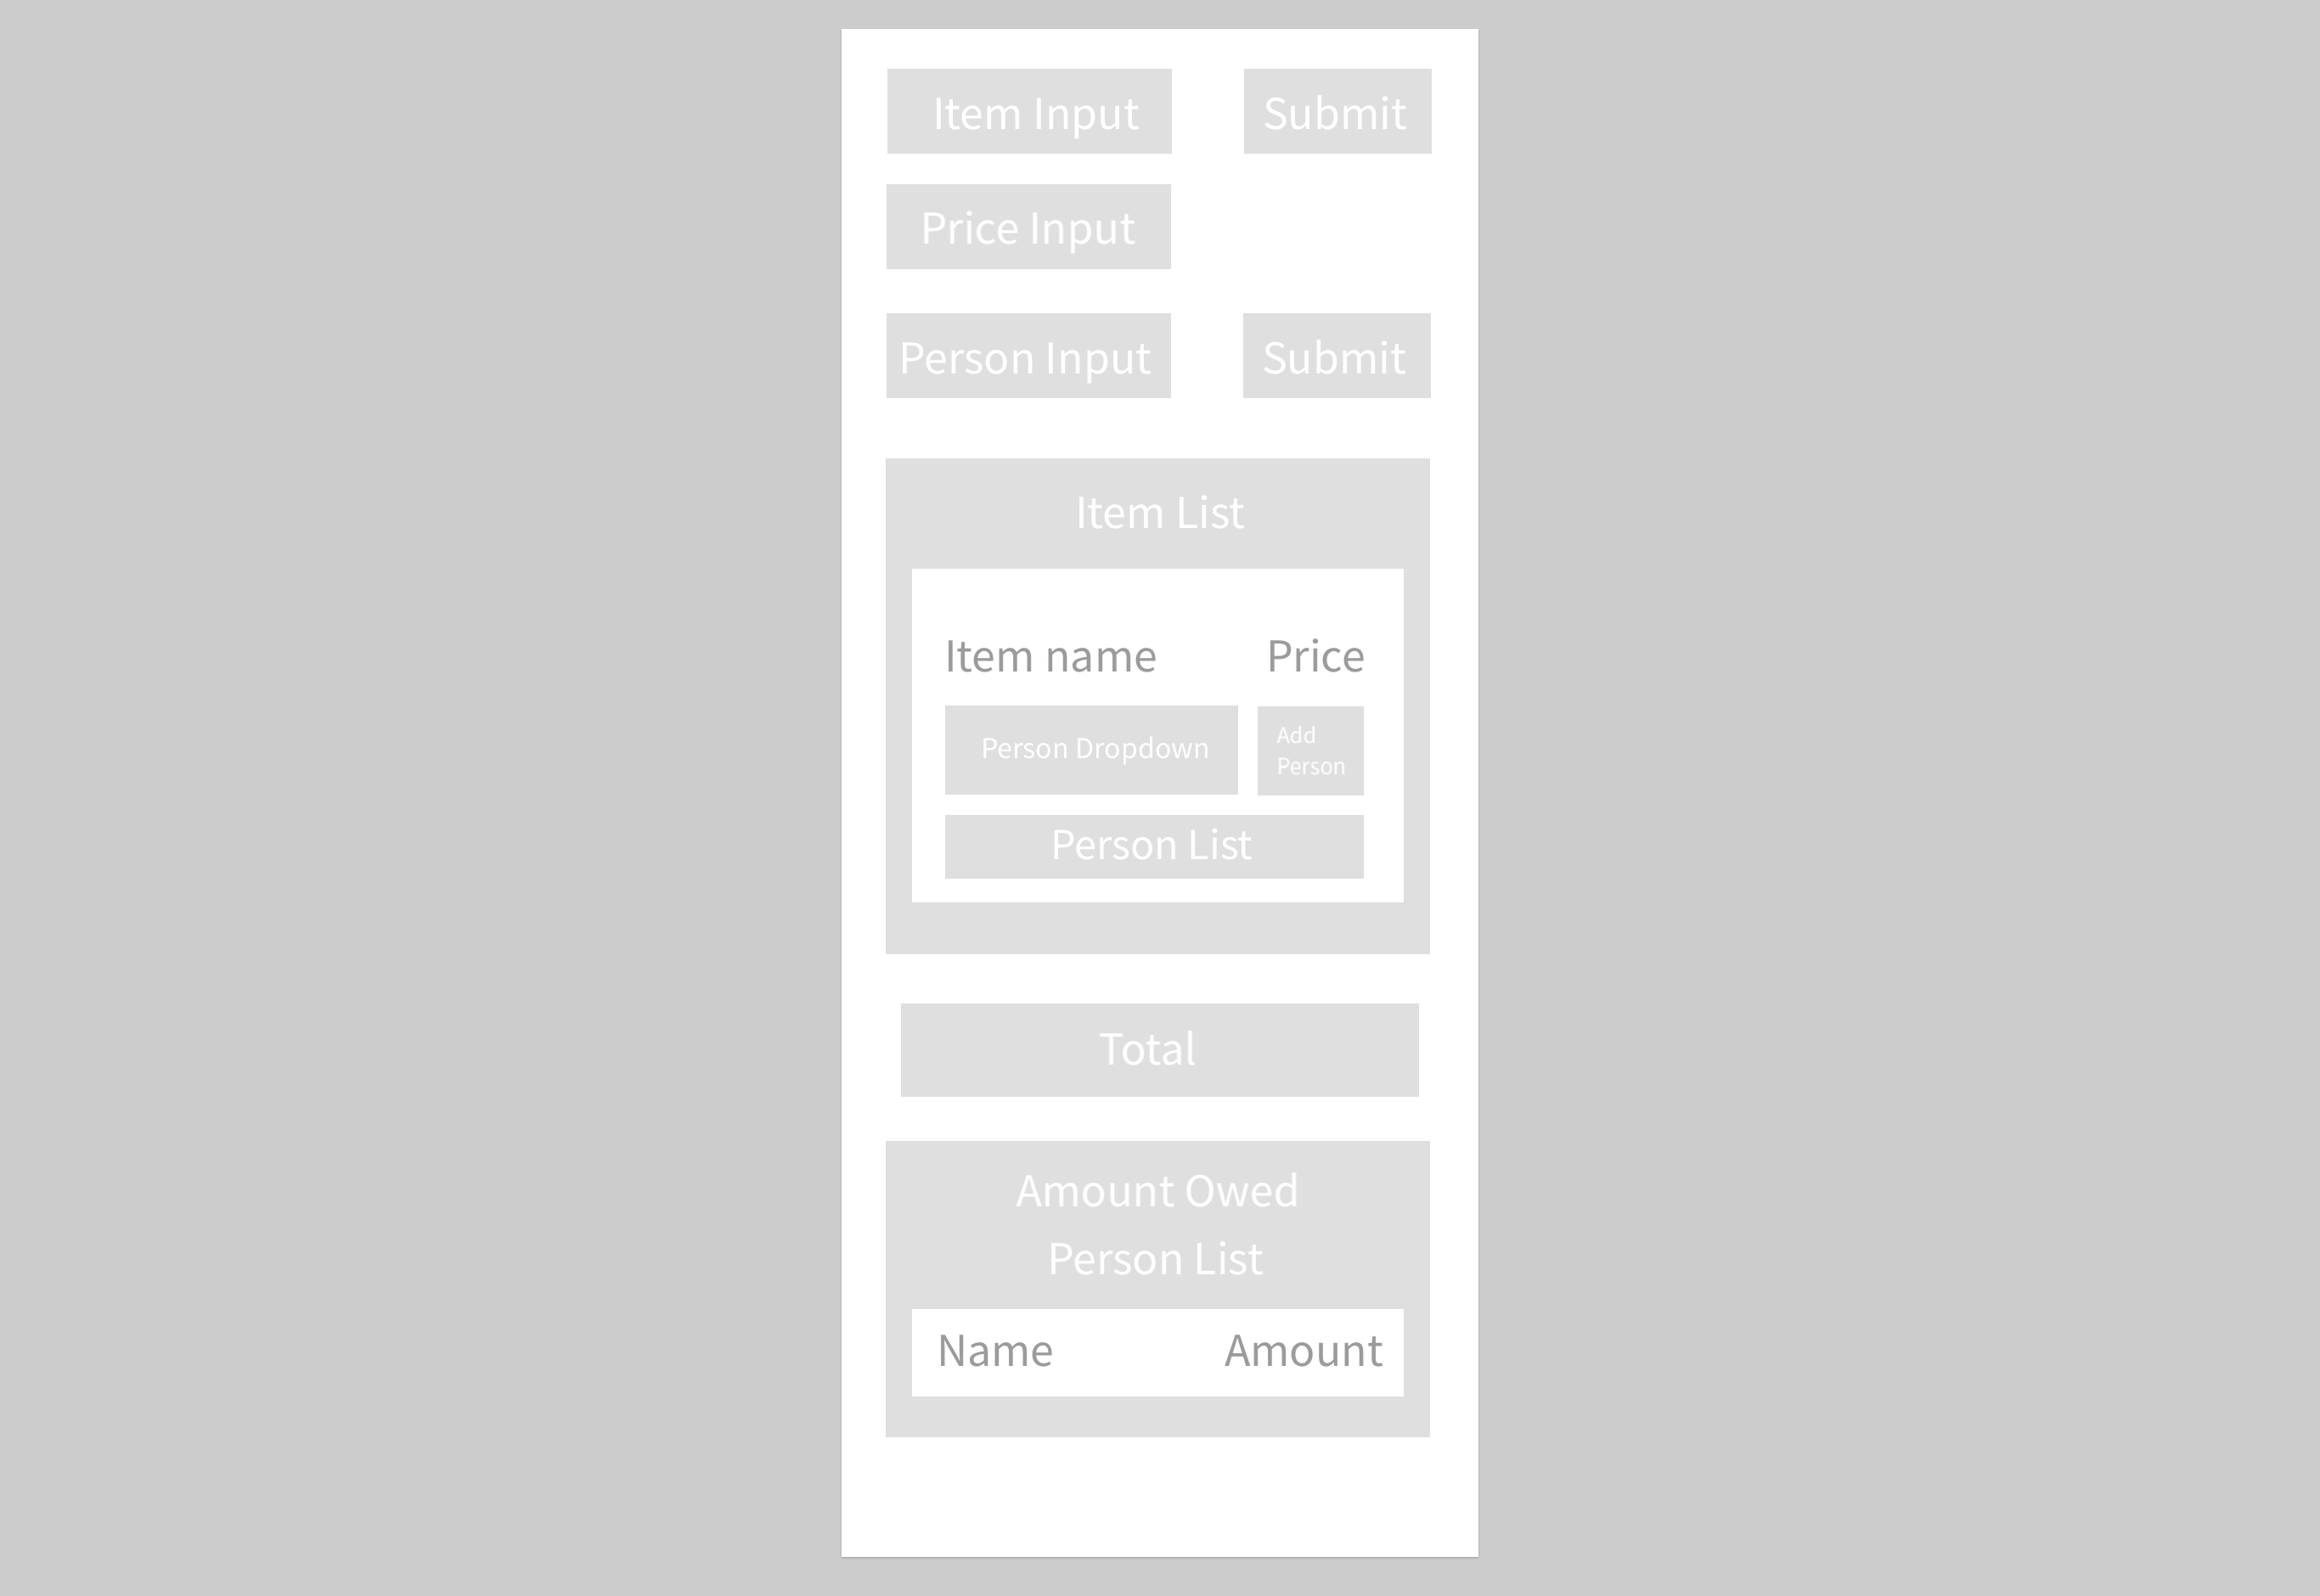 Item Input
Submit
Price Input
Person Input
Submit
Item List
Item name
Price
Person Dropdown
Add
Person
Person List
Total
Amount Owed
Person List
Name
Amount